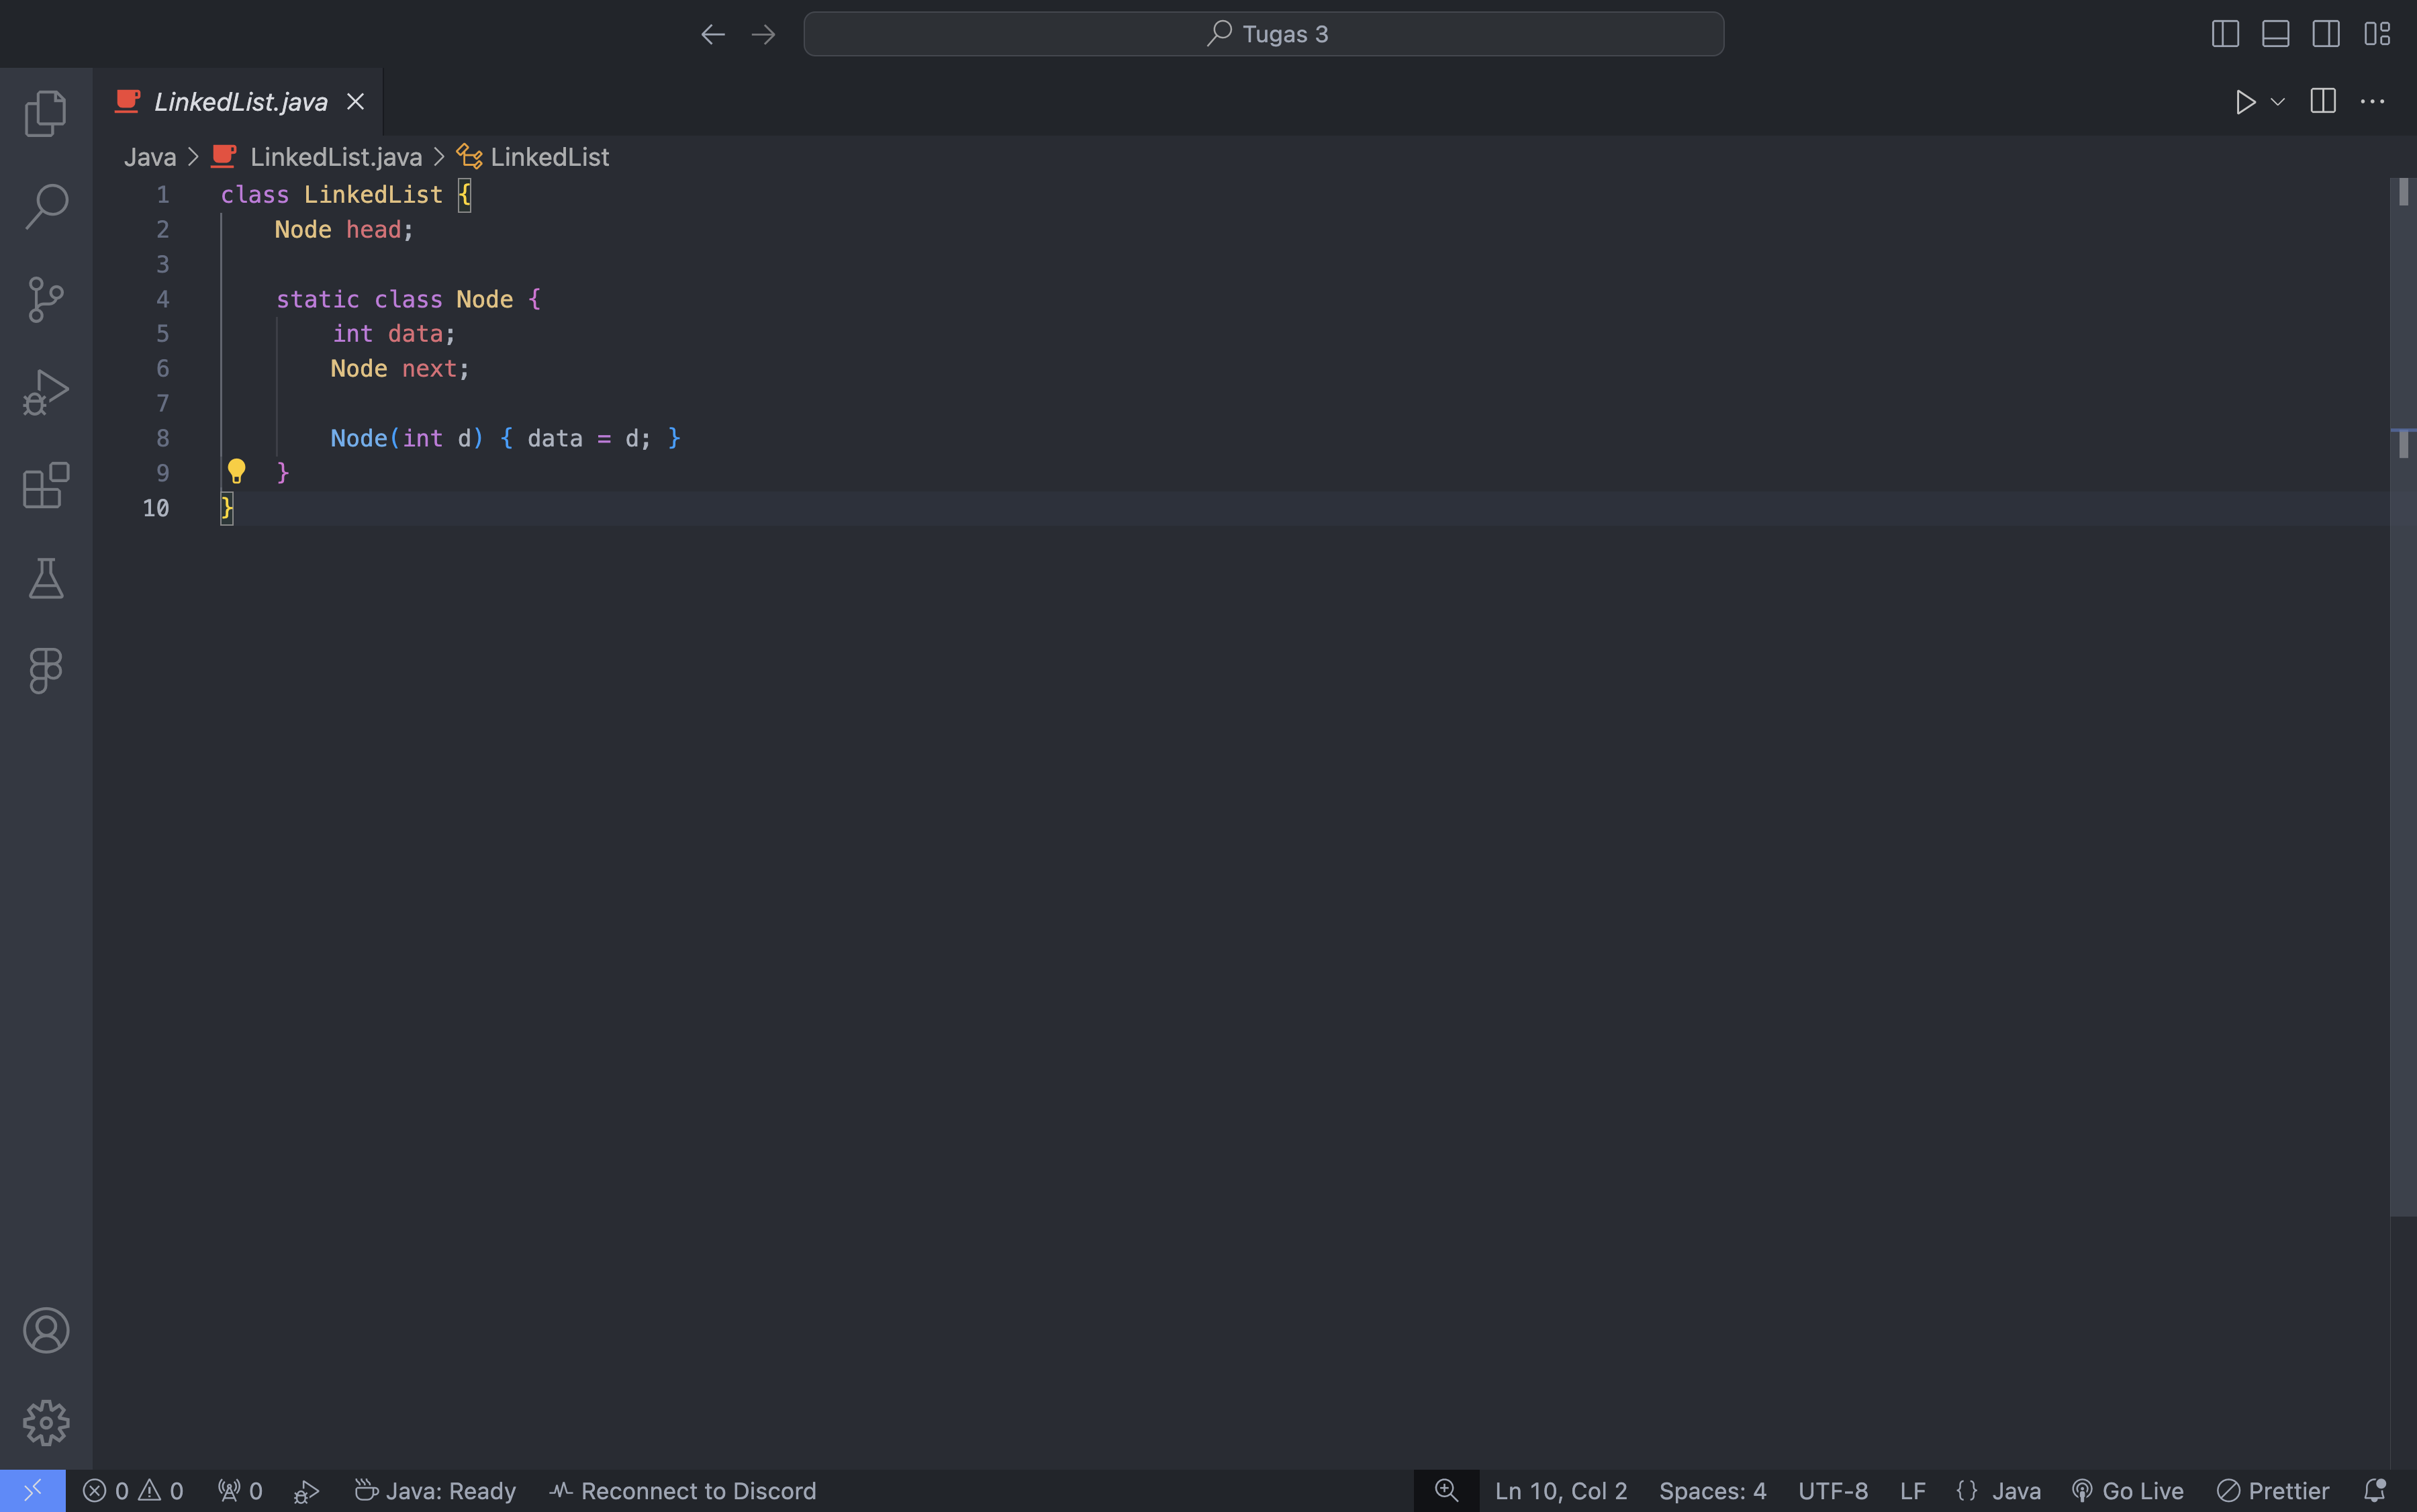 Tugas 3
LinkedList.java
Java > LinkedList.java > LinkedList
1 class LinkedList {
2     Node head;
3
4     static class Node {
5         int data;
6         Node next;
7
8         Node(int d) { data = d; }
9     }
10 }
0 0 0 Java: Ready Reconnect to Discord Ln 10, Col 2 Spaces: 4 UTF-8 LF {} Java Go Live Prettier